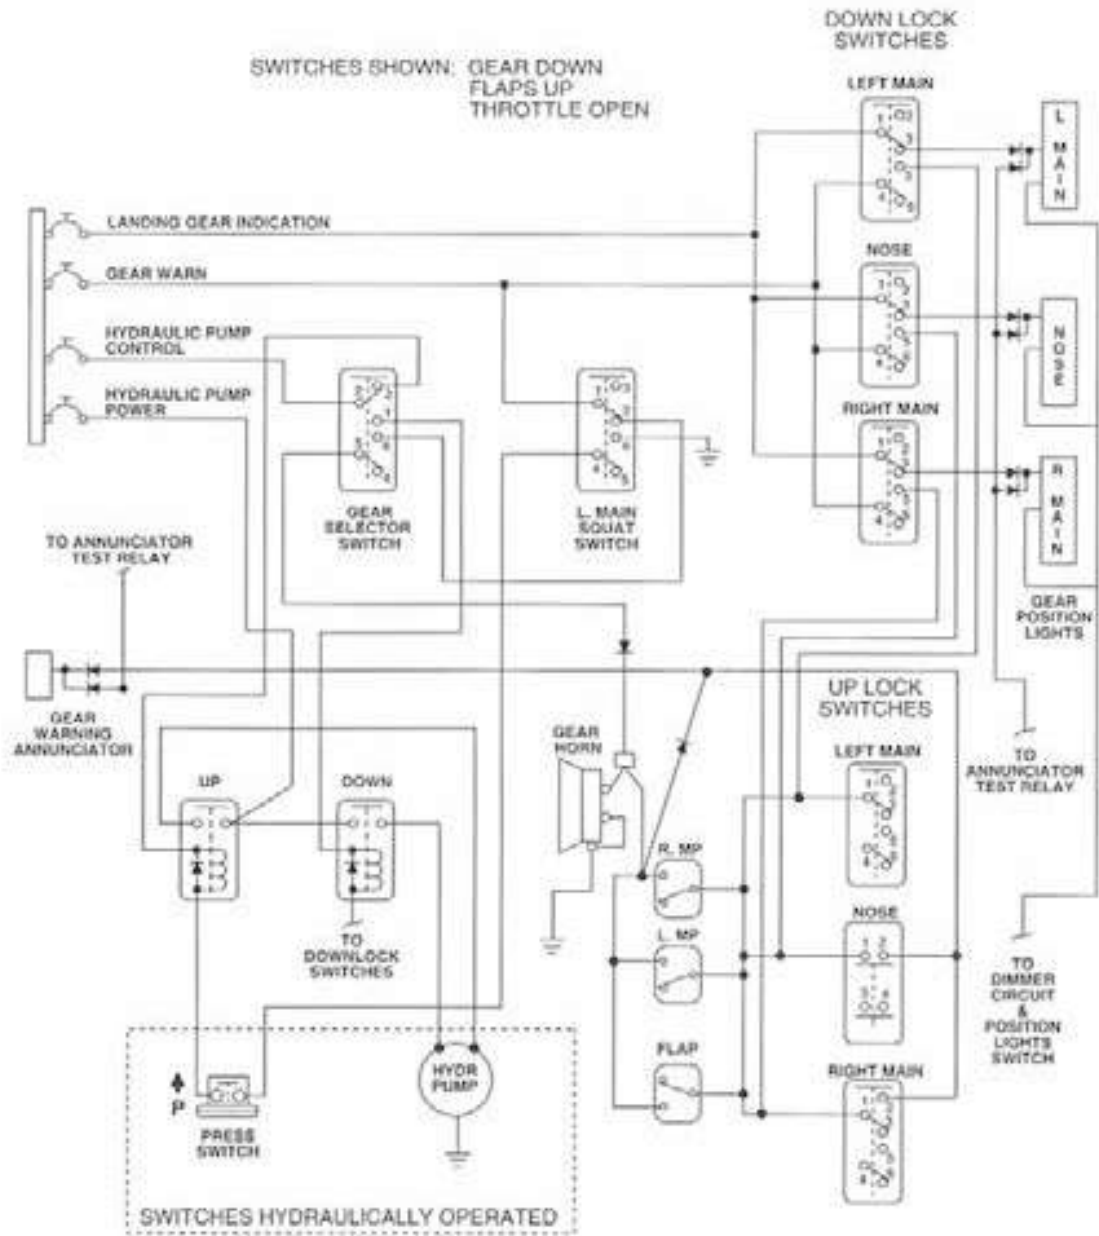 DOWN LOCK
SWITCHES
SWITCHES SHOWN: GEAR DOWN
FLAPS UP
THROTTLE OPEN
LEFT MAIN
L MAIN
LANDING GEAR INDICATION
GEAR WARN
NOSE
NOSE
HYDRAULIC PUMP
CONTROL
HYDRAULIC PUMP
POWER
RIGHT MAIN
R MAIN
GEAR
SELECTOR
SWITCH
L. MAIN
SQUAT
SWITCH
TO ANNUNCIATOR
TEST RELAY
GEAR
POSITION
LIGHTS
GEAR
WARNING
ANNUNCIATOR
UP LOCK
SWITCHES
GEAR
HORN
LEFT MAIN
TO
ANNUNCIATOR
TEST RELAY
UP
DOWN
R. MP
NOSE
L. MP
TO
DOWNLOCK
SWITCHES
TO
DIMMER
CIRCUIT
&
POSITION
LIGHTS
SWITCH
FLAP
RIGHT MAIN
HYDR
PUMP
P
PRESS
SWITCH
SWITCHES HYDRAULICALLY OPERATED